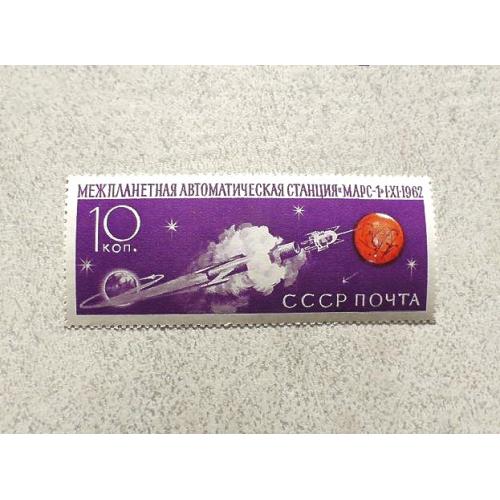 МЕЖПЛАНЕТНАЯ АВТОМАТИЧЕСКАЯ СТАНЦИЯ «МАРС-1» 1·XI·1962
10
КОП.
СССР ПОЧТА